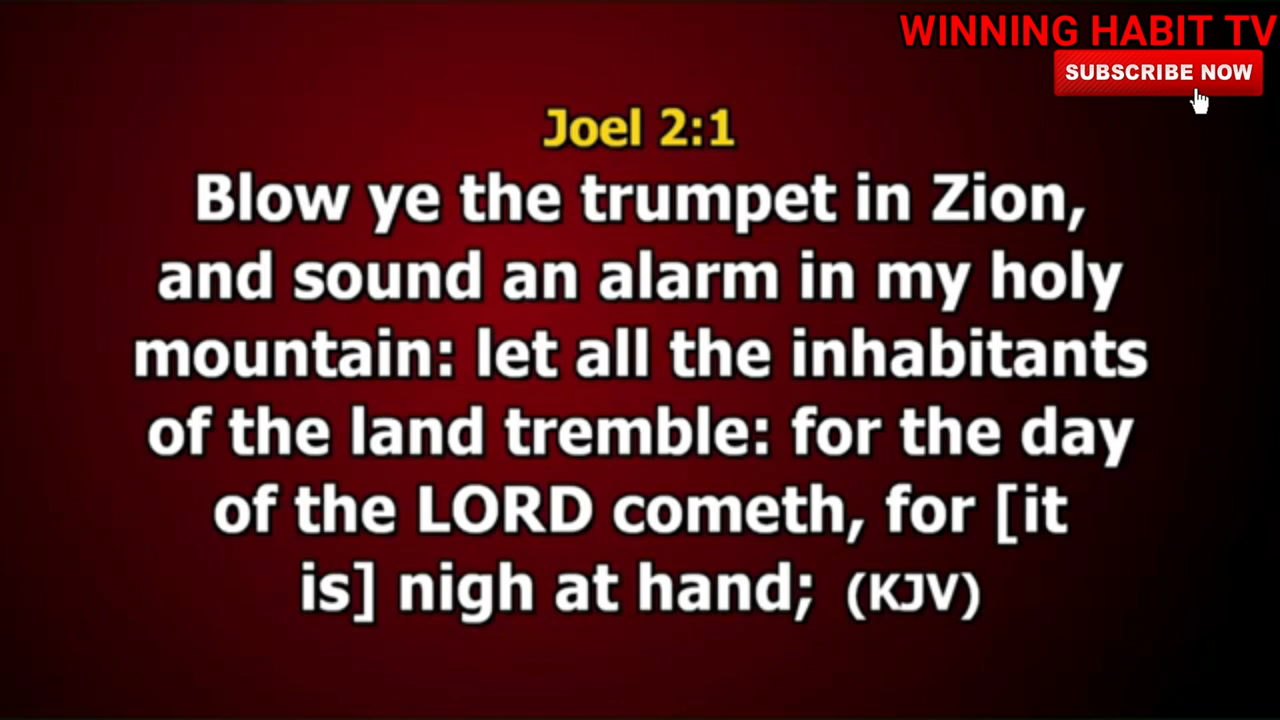 WINNING HABIT TV
SUBSCRIBE NOW
Joel 2:1
Blow ye the trumpet in Zion,
and sound an alarm in my holy
mountain: let all the inhabitants
of the land tremble: for the day
of the LORD cometh, for [it
is] nigh at hand; (KJV)